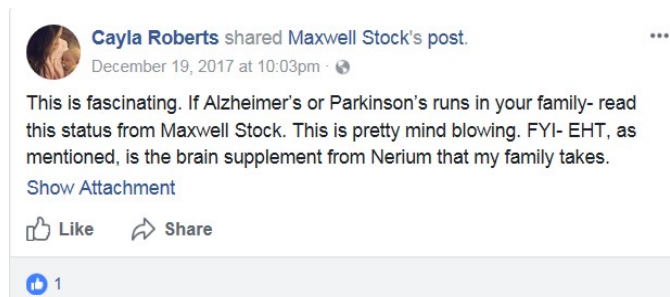 Cayla Roberts shared Maxwell Stock's post.
December 19, 2017 at 10:03pm ·
This is fascinating. If Alzheimer's or Parkinson's runs in your family- read
this status from Maxwell Stock. This is pretty mind blowing. FYI- EHT, as
mentioned, is the brain supplement from Nerium that my family takes.
Show Attachment
Like Share
1